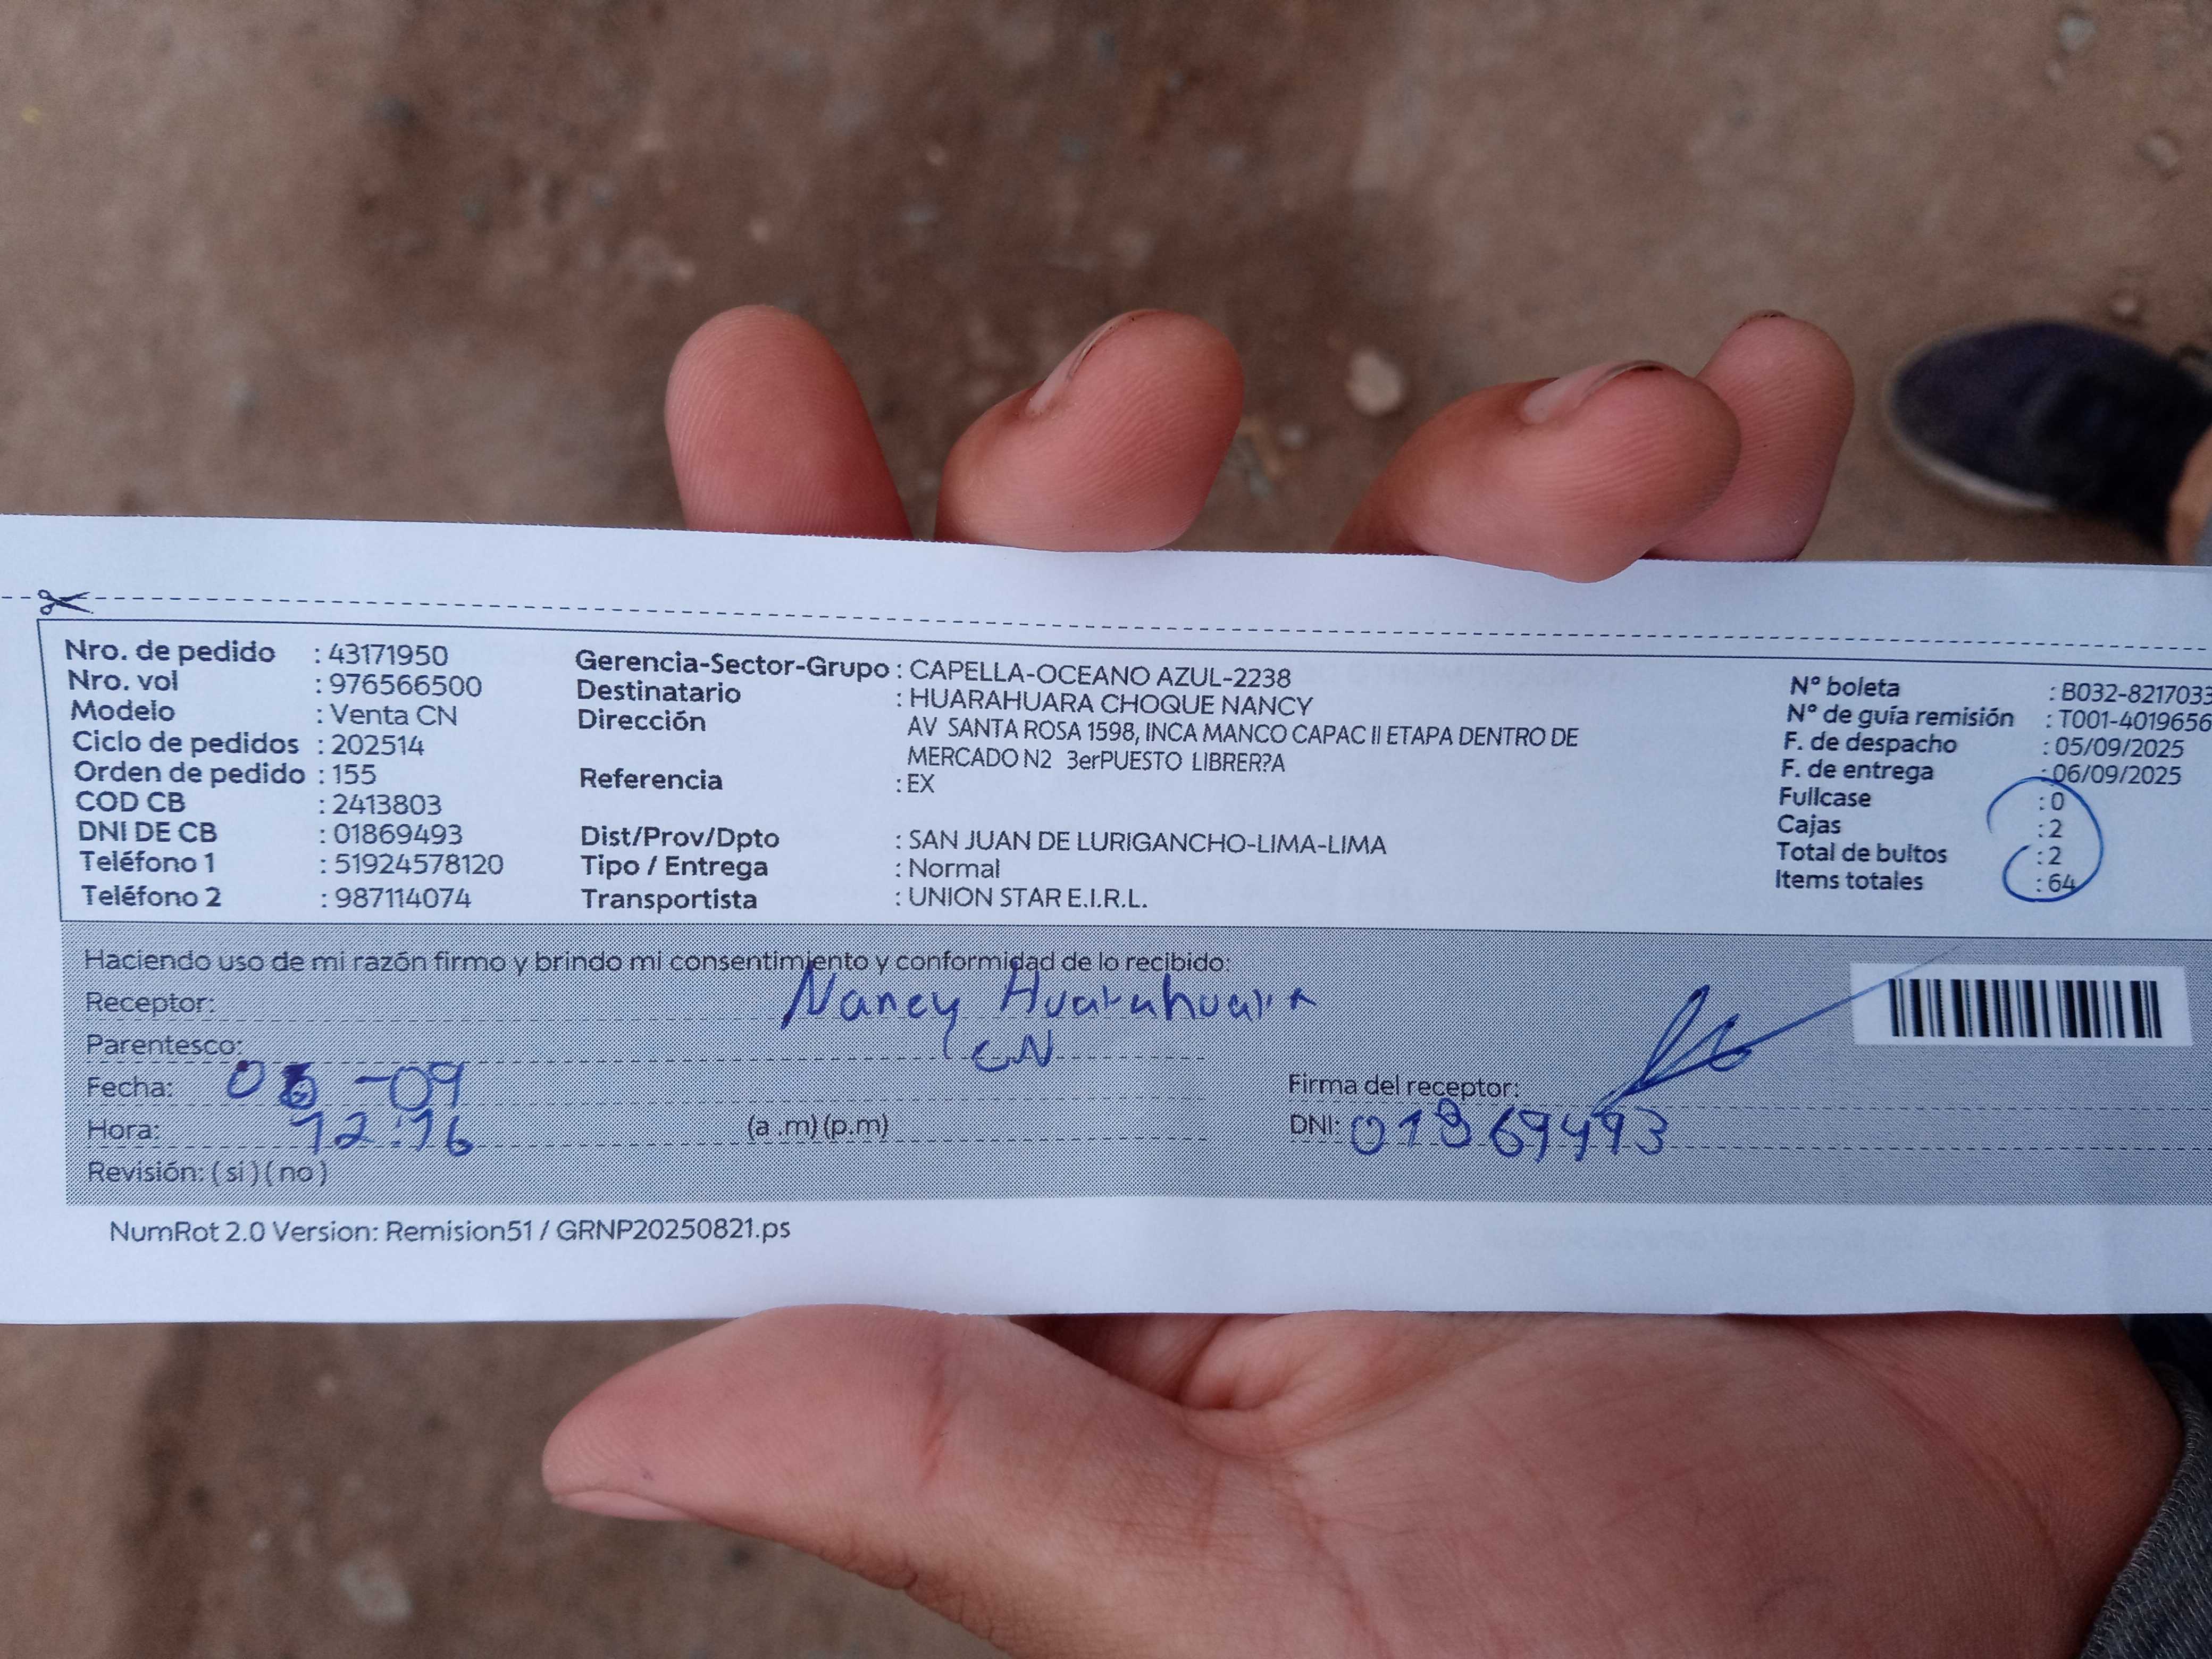 Nro. de pedido : 43171950
Nro. vol : 976566500
Modelo : Venta CN
Ciclo de pedidos : 202514
Orden de pedido : 155
COD CB : 2413803
DNI DE CB : 01869493
Teléfono 1 : 51924578120
Teléfono 2 : 987114074
Gerencia-Sector-Grupo : CAPELLA-OCEANO AZUL-2238
Destinatario : HUARAHUARA CHOQUE NANCY
Dirección AV SANTA ROSA 1598, INCA MANCO CAPAC II ETAPA DENTRO DE
MERCADO N2 3erPUESTO LIBRER?A
Referencia : EX
Dist/Prov/Dpto : SAN JUAN DE LURIGANCHO-LIMA-LIMA
Tipo / Entrega : Normal
Transportista : UNION STAR E.I.R.L.
N° boleta : B032-8217033
N° de guía remisión : T001-4019656
F. de despacho : 05/09/2025
F. de entrega : 06/09/2025
Fullcase : 0
Cajas : 2
Total de bultos : 2
Items totales : 64
Haciendo uso de mi razón firmo y brindo mi consentimiento y conformidad de lo recibido:
Receptor: Nancy Huarahuara
Parentesco: CN
Fecha: 06 -09
Hora: 12:16 (a .m) (p.m)
Revisión: ( si ) ( no )
Firma del receptor:
DNI: 01869493
NumRot 2.0 Version: Remision51 / GRNP20250821.ps